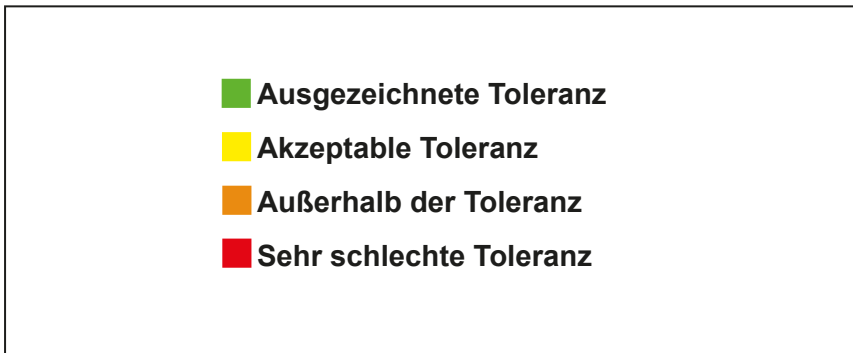 Ausgezeichnete Toleranz
Akzeptable Toleranz
Außerhalb der Toleranz
Sehr schlechte Toleranz